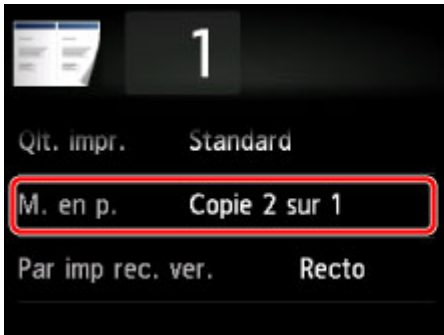 1
Qlt. impr. Standard
M. en p. Copie 2 sur 1
Par imp rec. ver. Recto